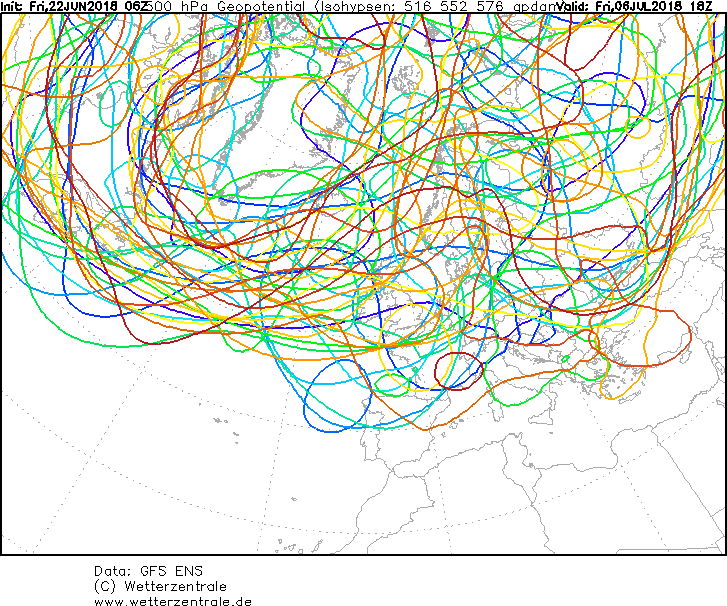 Init: Fri,22JUN2018 06Z 500 hPa Geopotential (Isohypsen: 516 552 576 gpdam Valid: Fri,06JUL2018 18Z
Data: GFS ENS
(C) Wetterzentrale
www.wetterzentrale.de